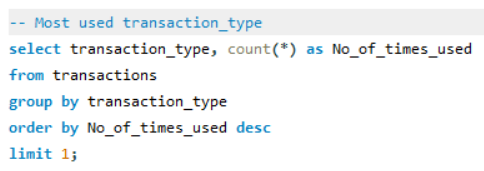 -- Most used transaction_type
select transaction_type, count(*) as No_of_times_used
from transactions
group by transaction_type
order by No_of_times_used desc
limit 1;